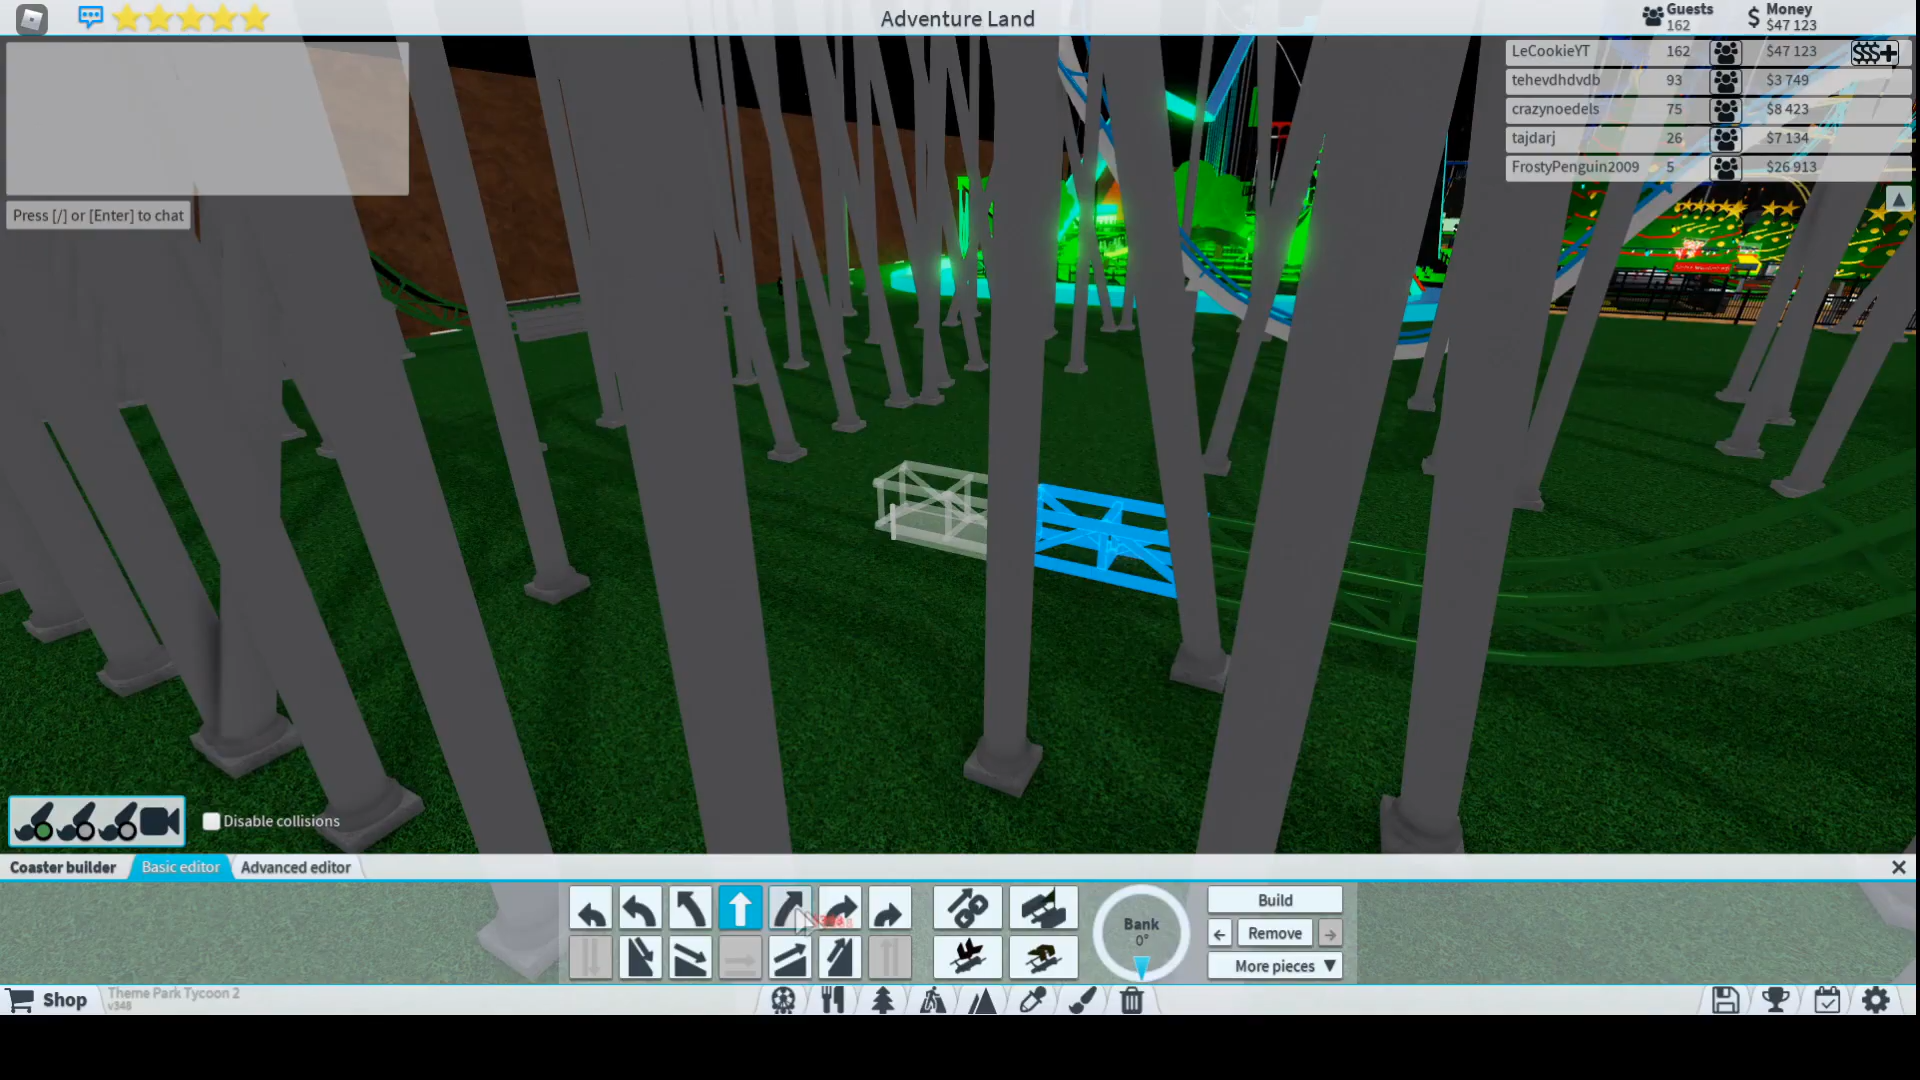 Adventure Land
Guests
162
$ Money
$47 123
LeCookieYT 162 $47 123 $$$+
tehevdhdvdb 93 $3 749
crazynoedels 75 $8 423
tajdarj 26 $7 134
FrostyPenguin2009 5 $26 913
Press [/] or [Enter] to chat
Disable collisions
Coaster builder Basic editor Advanced editor
Build
Bank
0°
Remove
More pieces
Shop
Theme Park Tycoon 2
v348